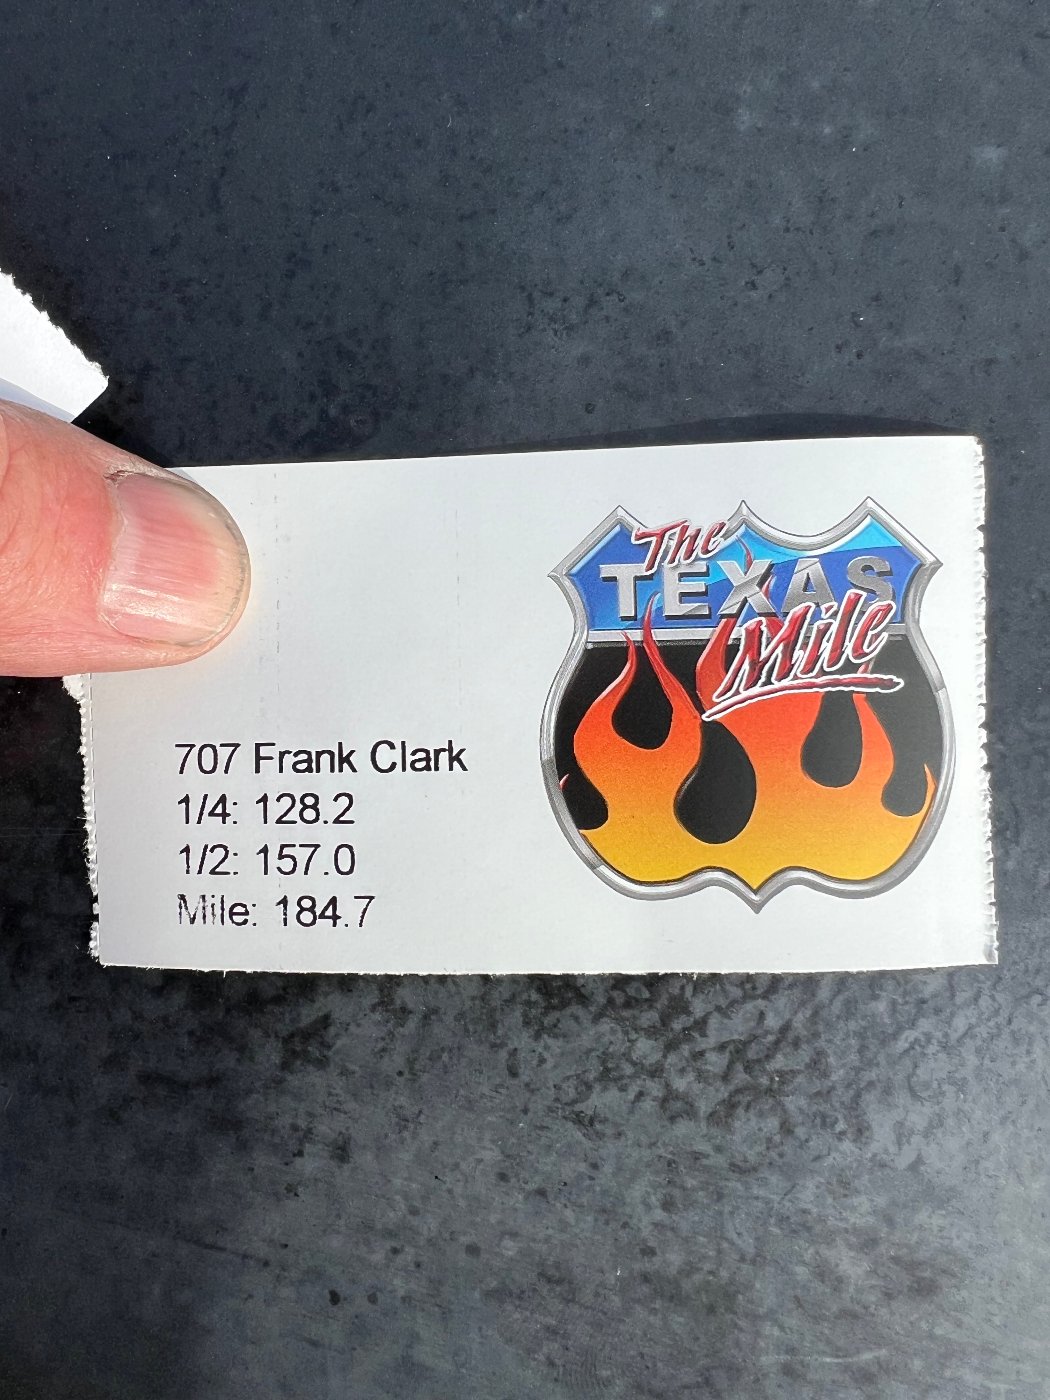 The
TEXAS
Mile
707 Frank Clark
1/4: 128.2
1/2: 157.0
Mile: 184.7